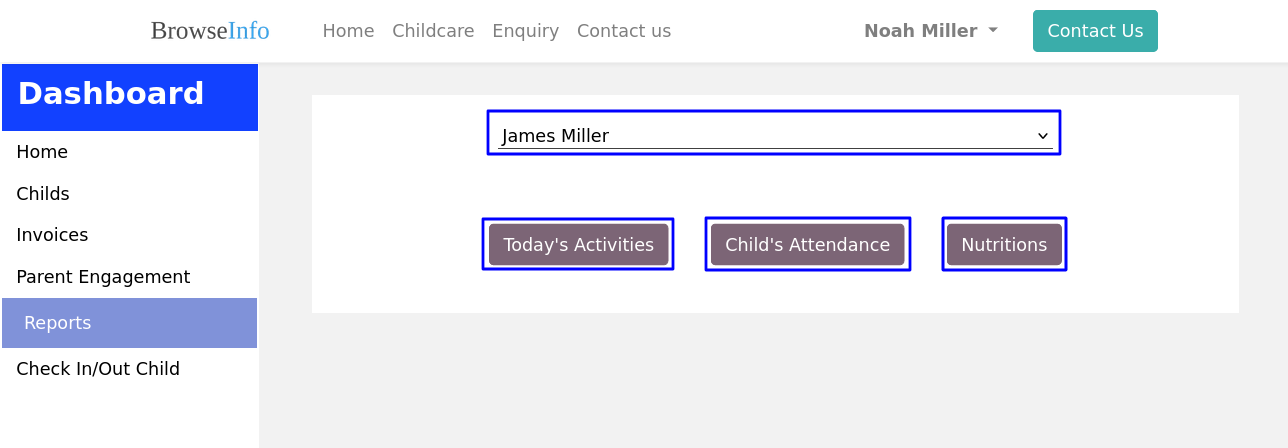 BrowseInfo Home Childcare Enquiry Contact us Noah Miller Contact Us
Dashboard
Home
Childs
Invoices
Parent Engagement
Reports
Check In/Out Child
James Miller
Today's Activities Child's Attendance Nutritions